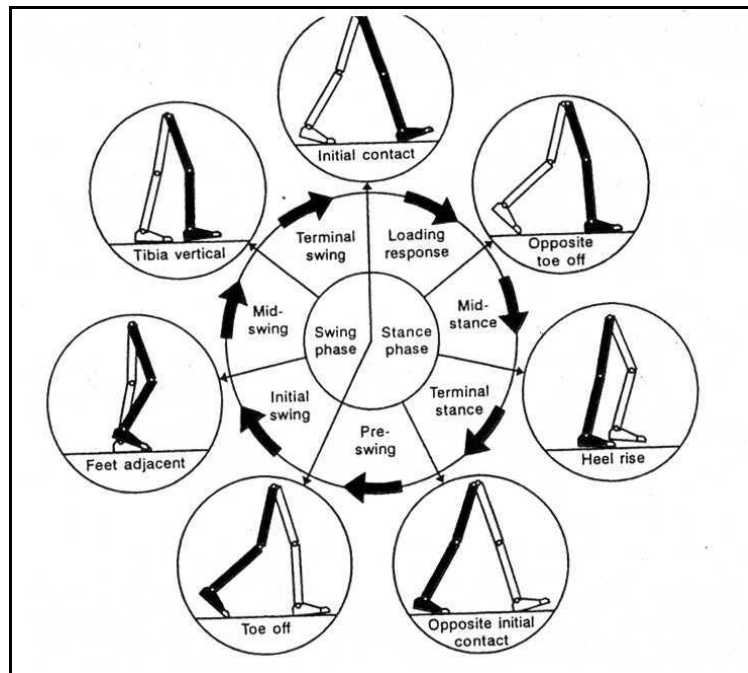 Initial contact
Opposite
toe off
Heel rise
Opposite initial
contact
Toe off
Feet adjacent
Tibia vertical
Terminal
swing
Loading
response
Mid-
swing
Mid-
stance
Swing
phase
Stance
phase
Initial
swing
Terminal
stance
Pre-
swing